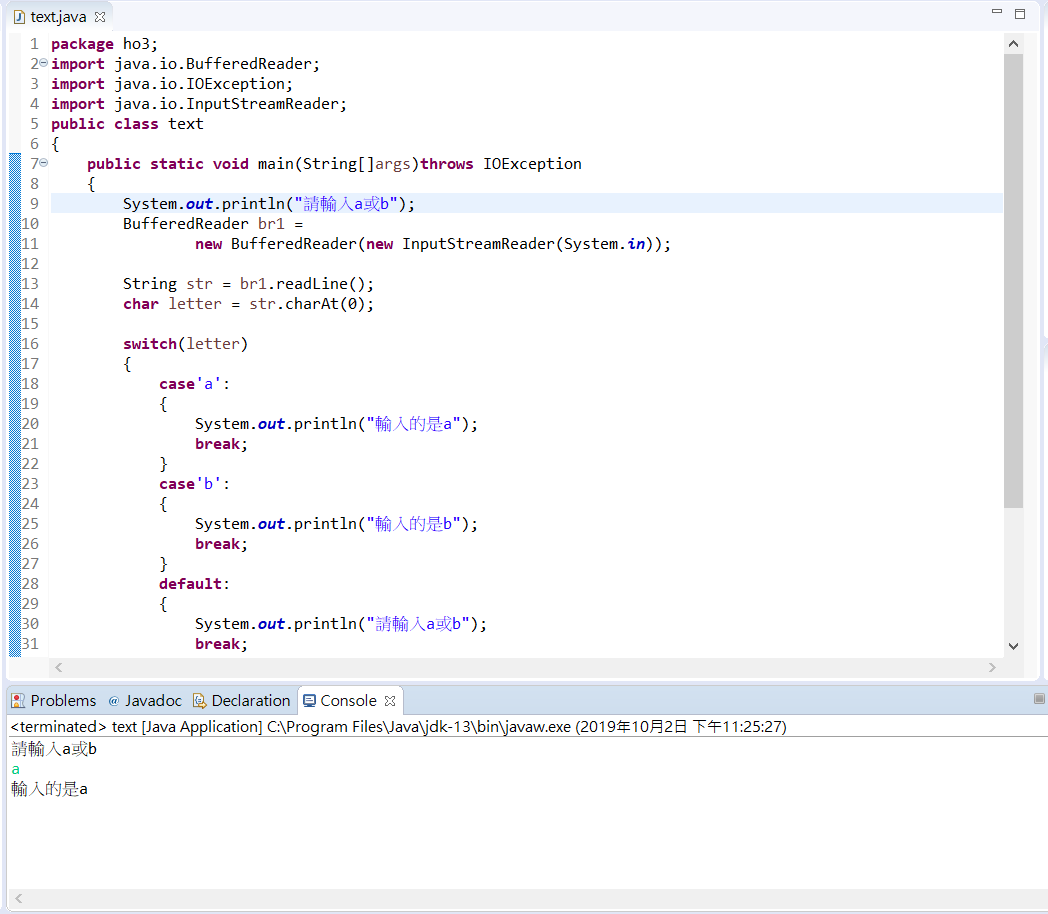 text.java
1 package ho3;
2 import java.io.BufferedReader;
3 import java.io.IOException;
4 import java.io.InputStreamReader;
5 public class text
6 {
7     public static void main(String[]args)throws IOException
8     {
9         System.out.println("請輸入a或b");
10         BufferedReader br1 =
11                 new BufferedReader(new InputStreamReader(System.in));
12
13         String str = br1.readLine();
14         char letter = str.charAt(0);
15
16         switch(letter)
17         {
18             case'a':
19             {
20                 System.out.println("輸入的是a");
21                 break;
22             }
23             case'b':
24             {
25                 System.out.println("輸入的是b");
26                 break;
27             }
28             default:
29             {
30                 System.out.println("請輸入a或b");
31                 break;
Problems @ Javadoc Declaration Console
<terminated> text [Java Application] C:\Program Files\Java\jdk-13\bin\javaw.exe (2019年10月2日 下午11:25:27)
請輸入a或b
a
輸入的是a